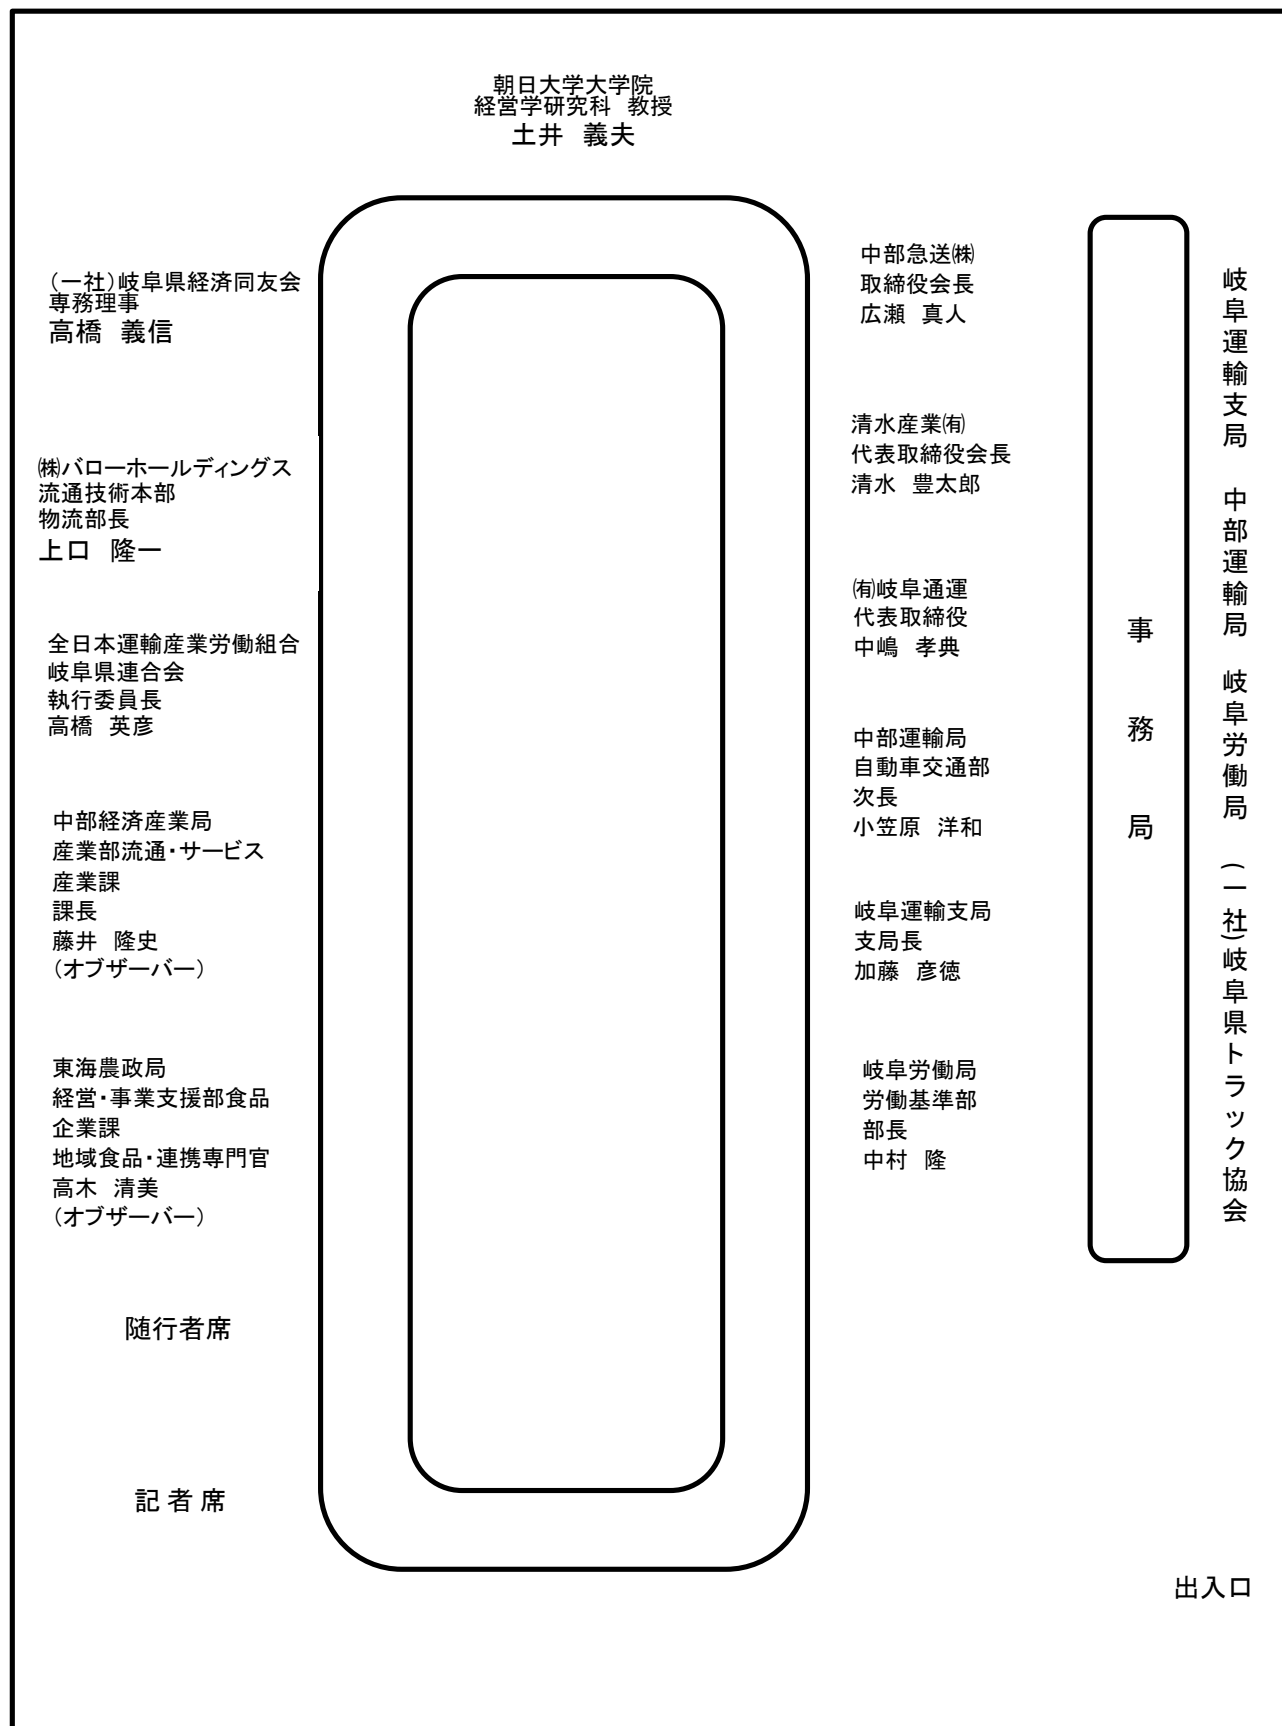 朝日大学大学院
経営学研究科　教授
土井　義夫
（一社）岐阜県経済同友会
専務理事
高橋　義信
㈱バローホールディングス
流通技術本部
物流部長
上口　隆一
全日本運輸産業労働組合
岐阜県連合会
執行委員長
高橋　英彦
中部経済産業局
産業部流通・サービス
産業課
課長
藤井　隆史
（オブザーバー）
東海農政局
経営・事業支援部食品
企業課
地域食品・連携専門官
高木　清美
（オブザーバー）
随行者席
記 者 席
中部急送㈱
取締役会長
広瀬　真人
清水産業㈲
代表取締役会長
清水　豊太郎
㈲岐阜通運
代表取締役
中嶋　孝典
中部運輸局
自動車交通部
次長
小笠原　洋和
岐阜運輸支局
支局長
加藤　彦徳
岐阜労働局
労働基準部
部長
中村　隆
事　務　局
岐阜運輸支局　中部運輸局　岐阜労働局　（一社）岐阜県トラック協会
出入口